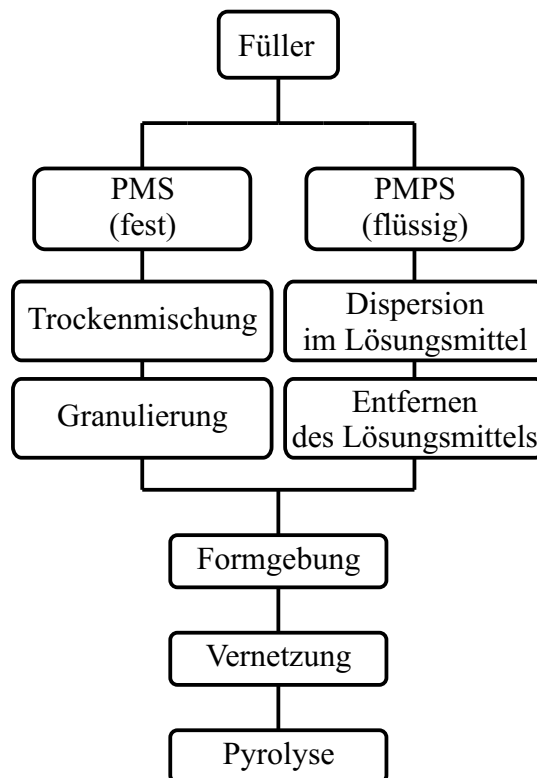 Füller
PMS
(fest)
PMPS
(flüssig)
Trockenmischung
Dispersion
im Lösungsmittel
Granulierung
Entfernen
des Lösungsmittels
Formgebung
Vernetzung
Pyrolyse